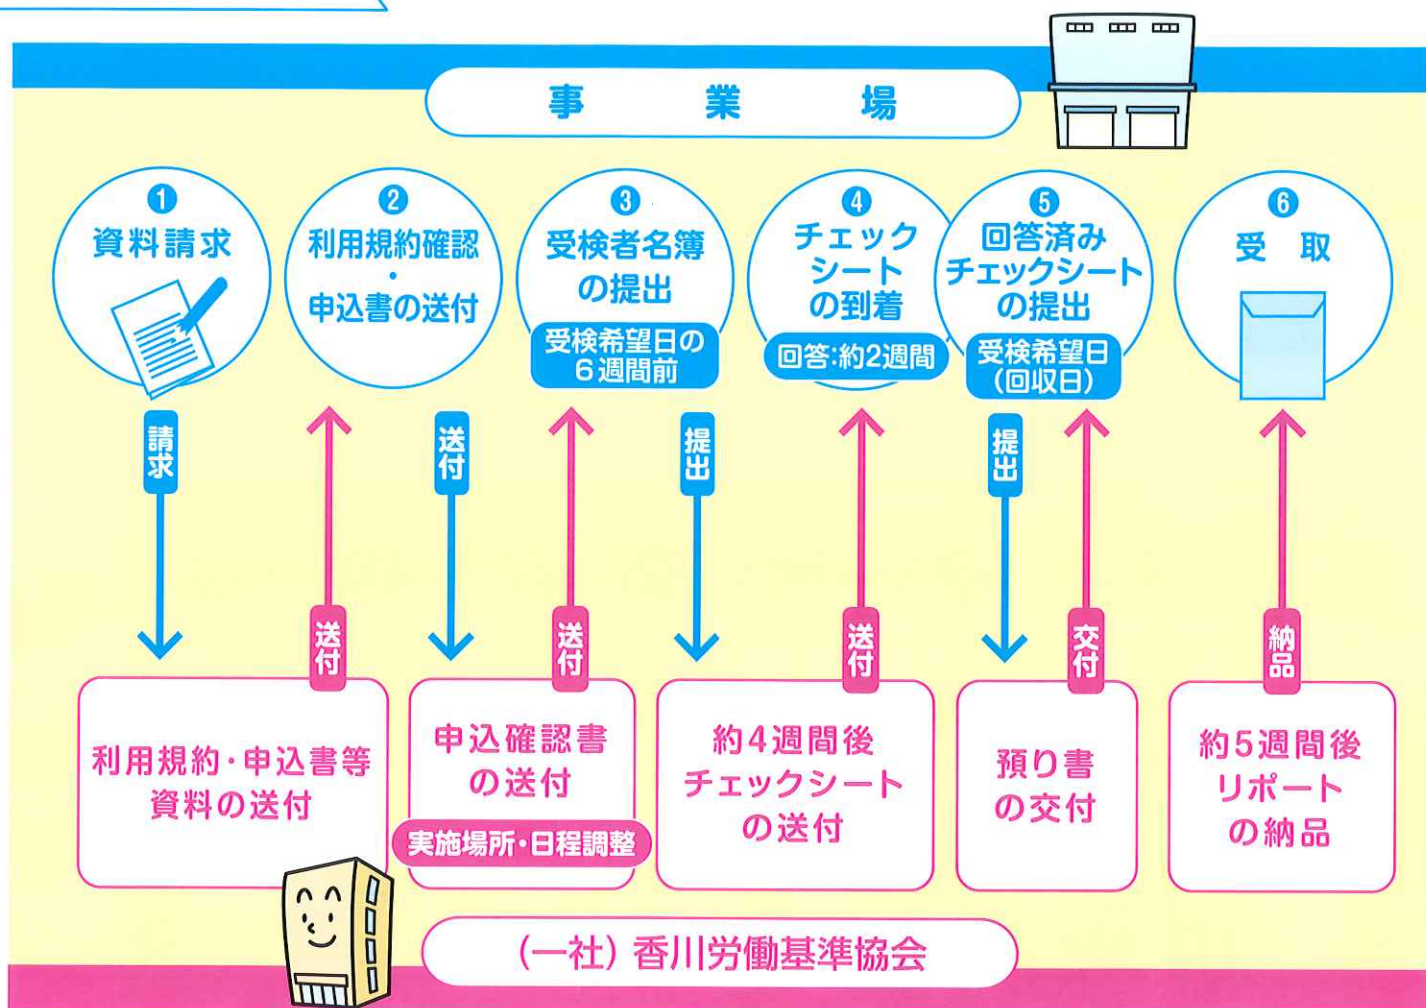 事業場
❶
資料請求
❷
利用規約確認
・
申込書の送付
❸
受検者名簿
の提出
受検希望日の
6週間前
❹
チェック
シート
の到着
回答:約2週間
❺
回答済み
チェックシート
の提出
受検希望日
(回収日)
❻
受取
請求
送付
送付
送付
提出
送付
提出
交付
納品
利用規約・申込書等
資料の送付
申込確認書
の送付
実施場所・日程調整
約4週間後
チェックシート
の送付
預り書
の交付
約5週間後
リポート
の納品
(一社)香川労働基準協会